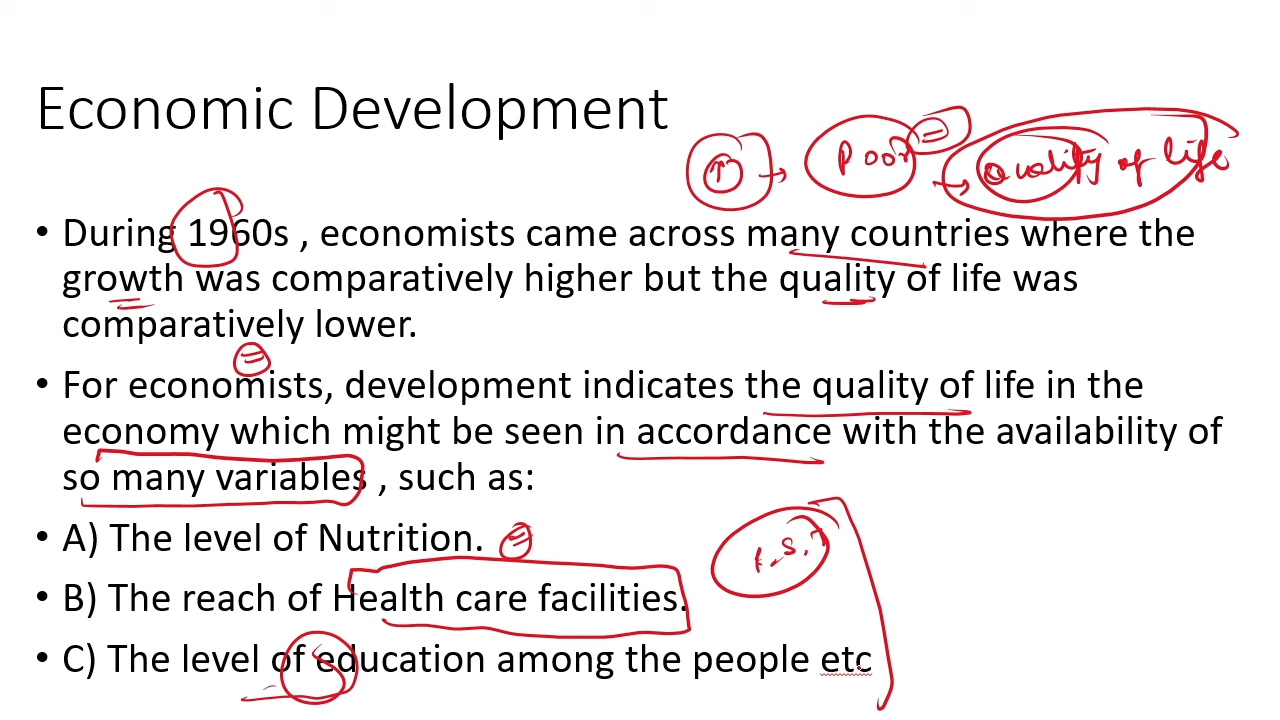 Economic Development
↑ → Poor → Quality of life
• During 1960s , economists came across many countries where the
growth was comparatively higher but the quality of life was
comparatively lower.
• For economists, development indicates the quality of life in the
economy which might be seen in accordance with the availability of
so many variables , such as:
• A) The level of Nutrition.
• B) The reach of Health care facilities.
• C) The level of education among the people etc